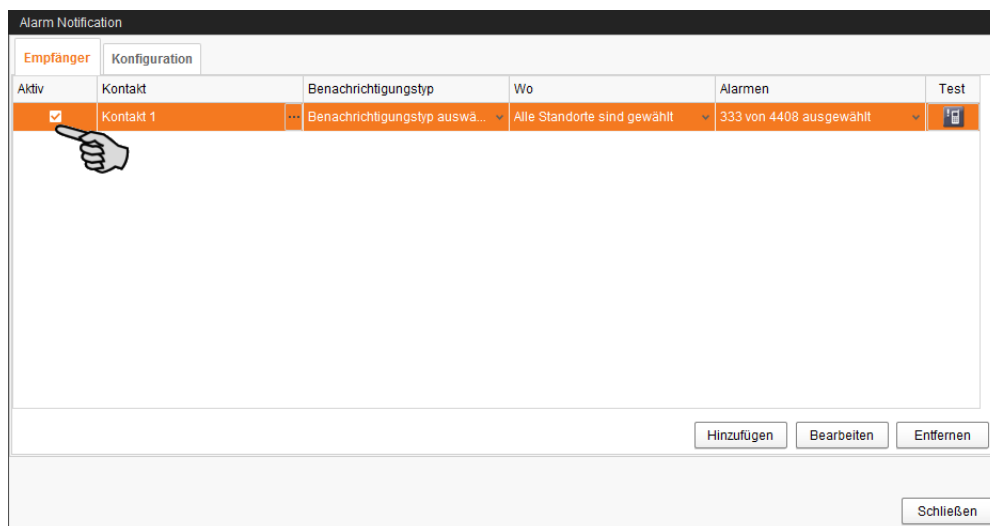 Alarm Notification
Empfänger Konfiguration
Aktiv Kontakt Benachrichtigungstyp Wo Alarmen Test
Kontakt 1 ... Benachrichtigungstyp auswä... Alle Standorte sind gewählt 333 von 4408 ausgewählt
Hinzufügen Bearbeiten Entfernen
Schließen